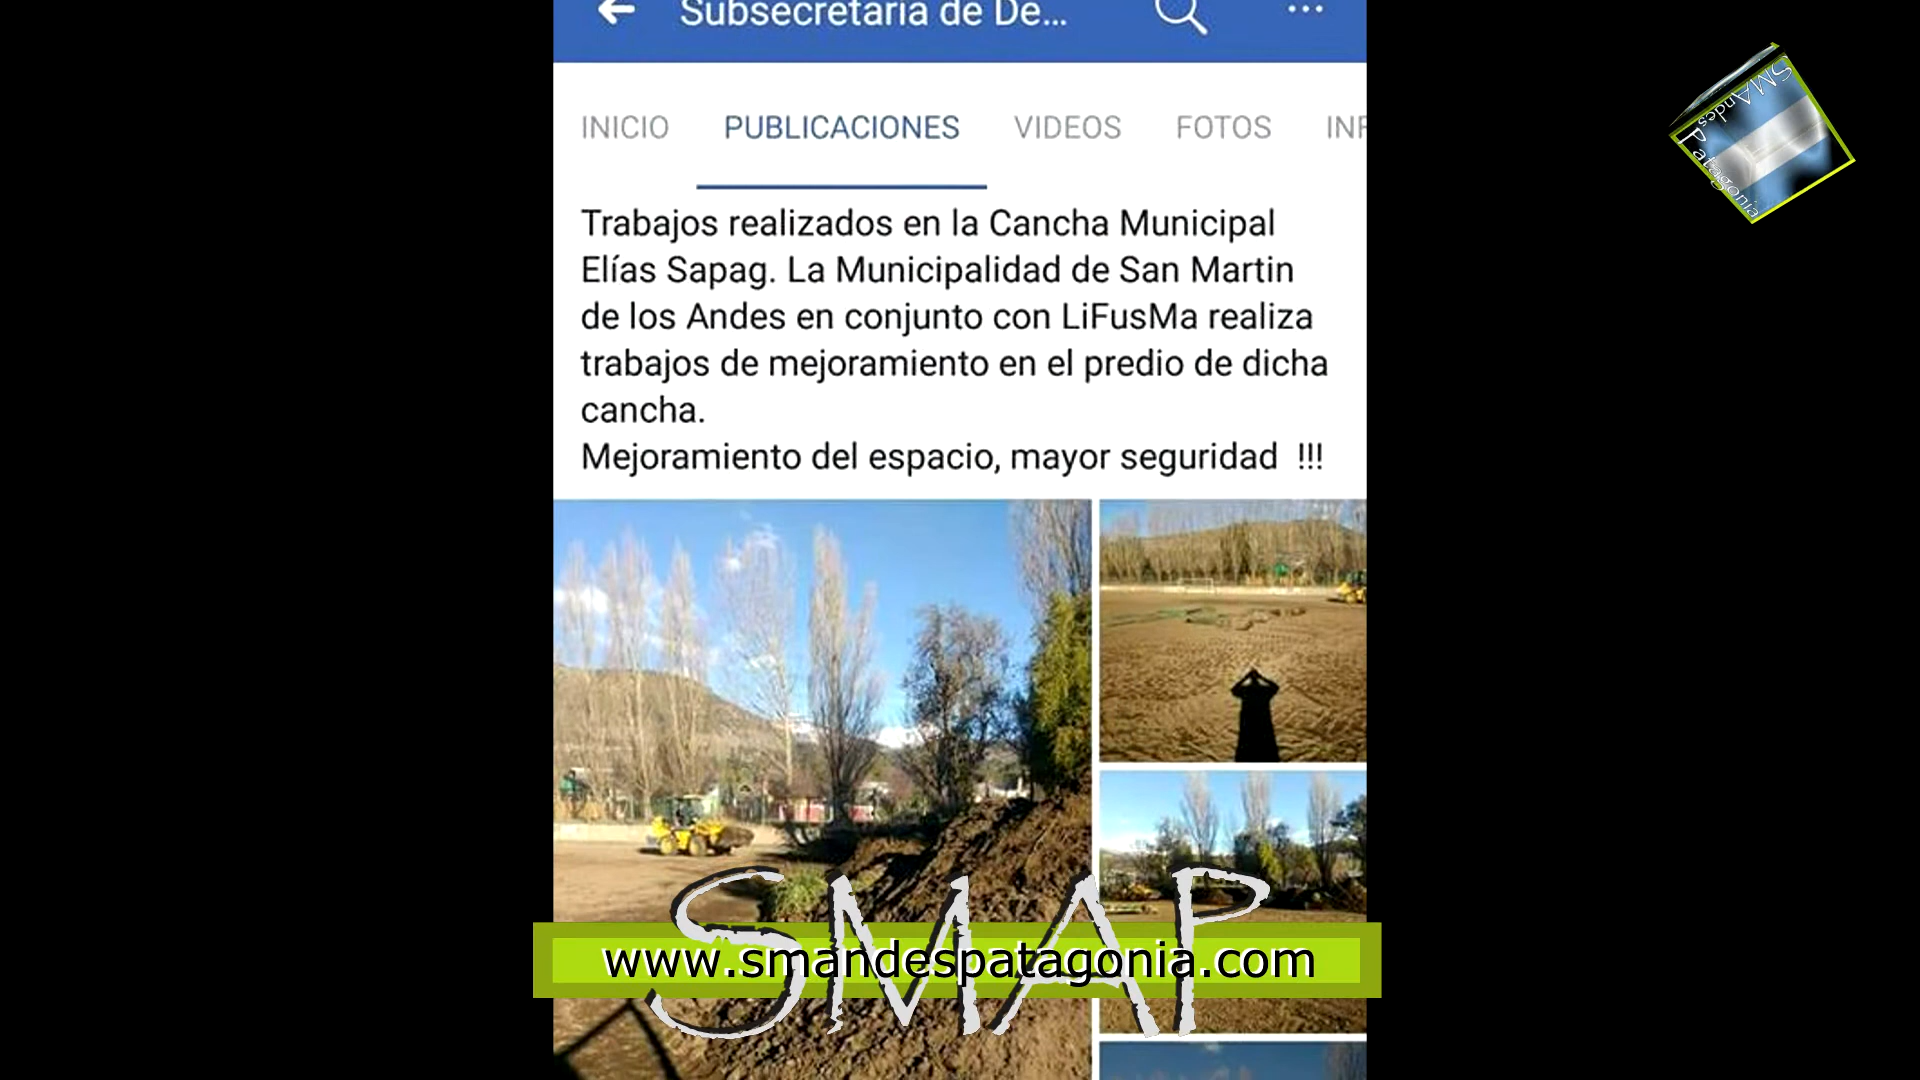 Subsecretaría de De...
INICIO PUBLICACIONES VIDEOS FOTOS INF
Trabajos realizados en la Cancha Municipal
Elías Sapag. La Municipalidad de San Martin
de los Andes en conjunto con LiFusMa realiza
trabajos de mejoramiento en el predio de dicha
cancha.
Mejoramiento del espacio, mayor seguridad !!!
SMAndes
Patagonia
SMAP
www.smandespatagonia.com